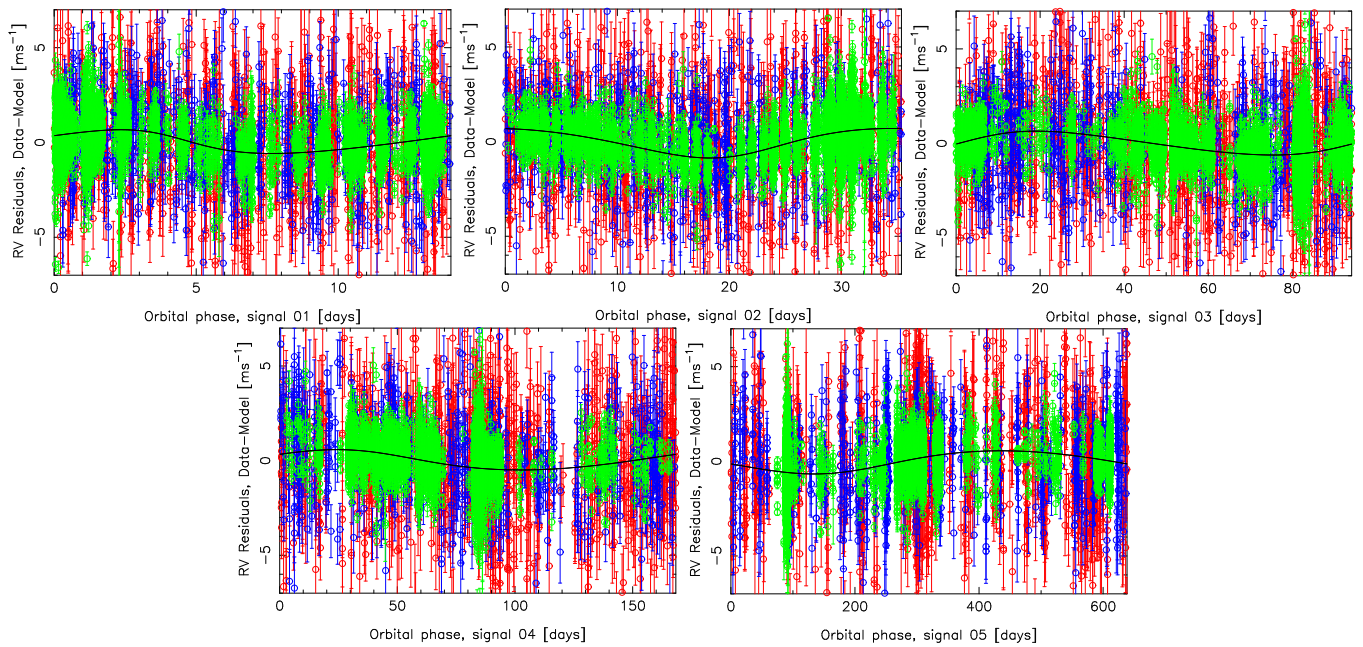 RV Residuals, Data−Model [ms⁻¹]
5
0
−5
0 5 10
Orbital phase, signal 01 [days]
RV Residuals, Data−Model [ms⁻¹]
5
0
−5
0 10 20 30
Orbital phase, signal 02 [days]
RV Residuals, Data−Model [ms⁻¹]
5
0
−5
0 20 40 60 80
Orbital phase, signal 03 [days]
RV Residuals, Data−Model [ms⁻¹]
5
0
−5
0 50 100 150
Orbital phase, signal 04 [days]
RV Residuals, Data−Model [ms⁻¹]
5
0
−5
0 200 400 600
Orbital phase, signal 05 [days]